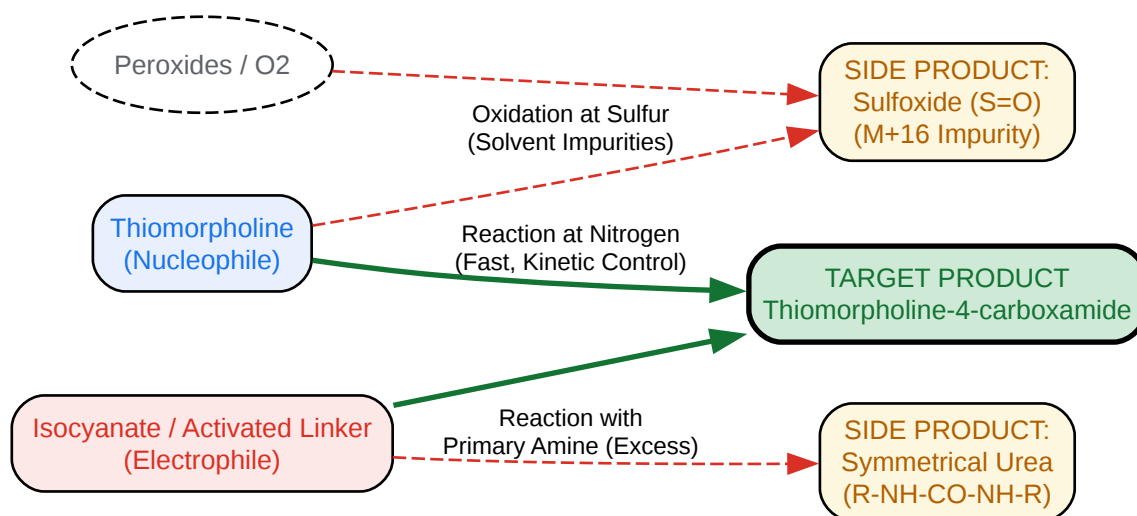 Peroxides / O2
SIDE PRODUCT:
Sulfoxide (S=O)
(M+16 Impurity)
Oxidation at Sulfur
(Solvent Impurities)
Thiomorpholine
(Nucleophile)
Reaction at Nitrogen
(Fast, Kinetic Control)
TARGET PRODUCT
Thiomorpholine-4-carboxamide
Isocyanate / Activated Linker
(Electrophile)
Reaction with
Primary Amine (Excess)
SIDE PRODUCT:
Symmetrical Urea
(R-NH-CO-NH-R)